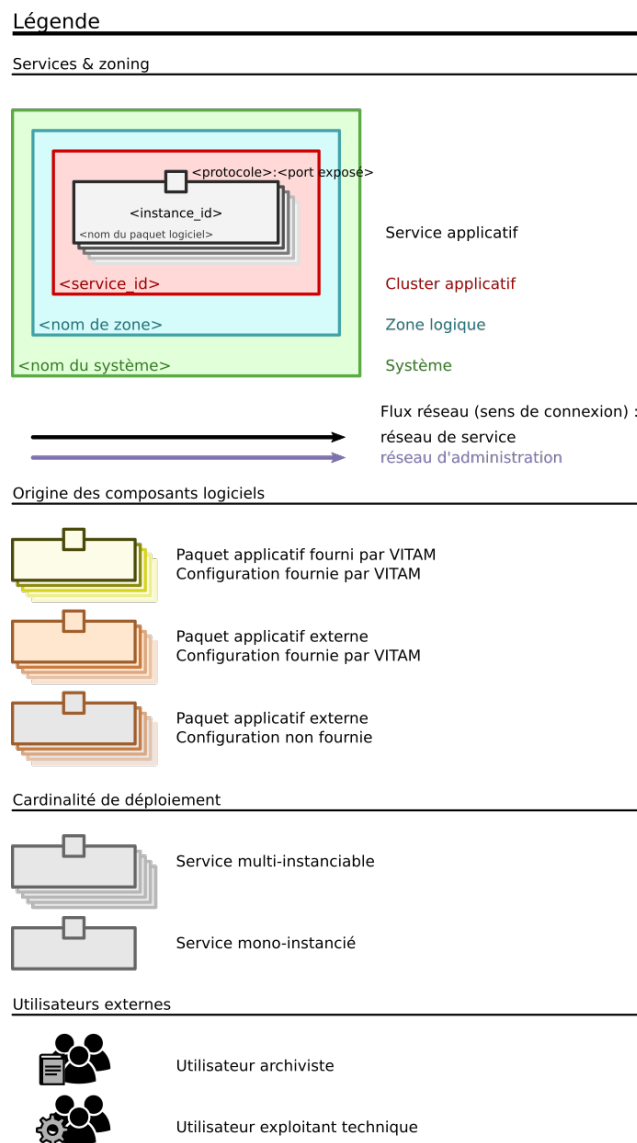 Légende
Services & zoning
<protocole>:<port exposé>
<instance_id>
<nom du paquet logiciel>
Service applicatif
<service_id>
Cluster applicatif
<nom de zone>
Zone logique
<nom du système>
Système
Flux réseau (sens de connexion) :
réseau de service
réseau d'administration
Origine des composants logiciels
Paquet applicatif fourni par VITAM
Configuration fournie par VITAM
Paquet applicatif externe
Configuration fournie par VITAM
Paquet applicatif externe
Configuration non fournie
Cardinalité de déploiement
Service multi-instanciable
Service mono-instancié
Utilisateurs externes
Utilisateur archiviste
Utilisateur exploitant technique